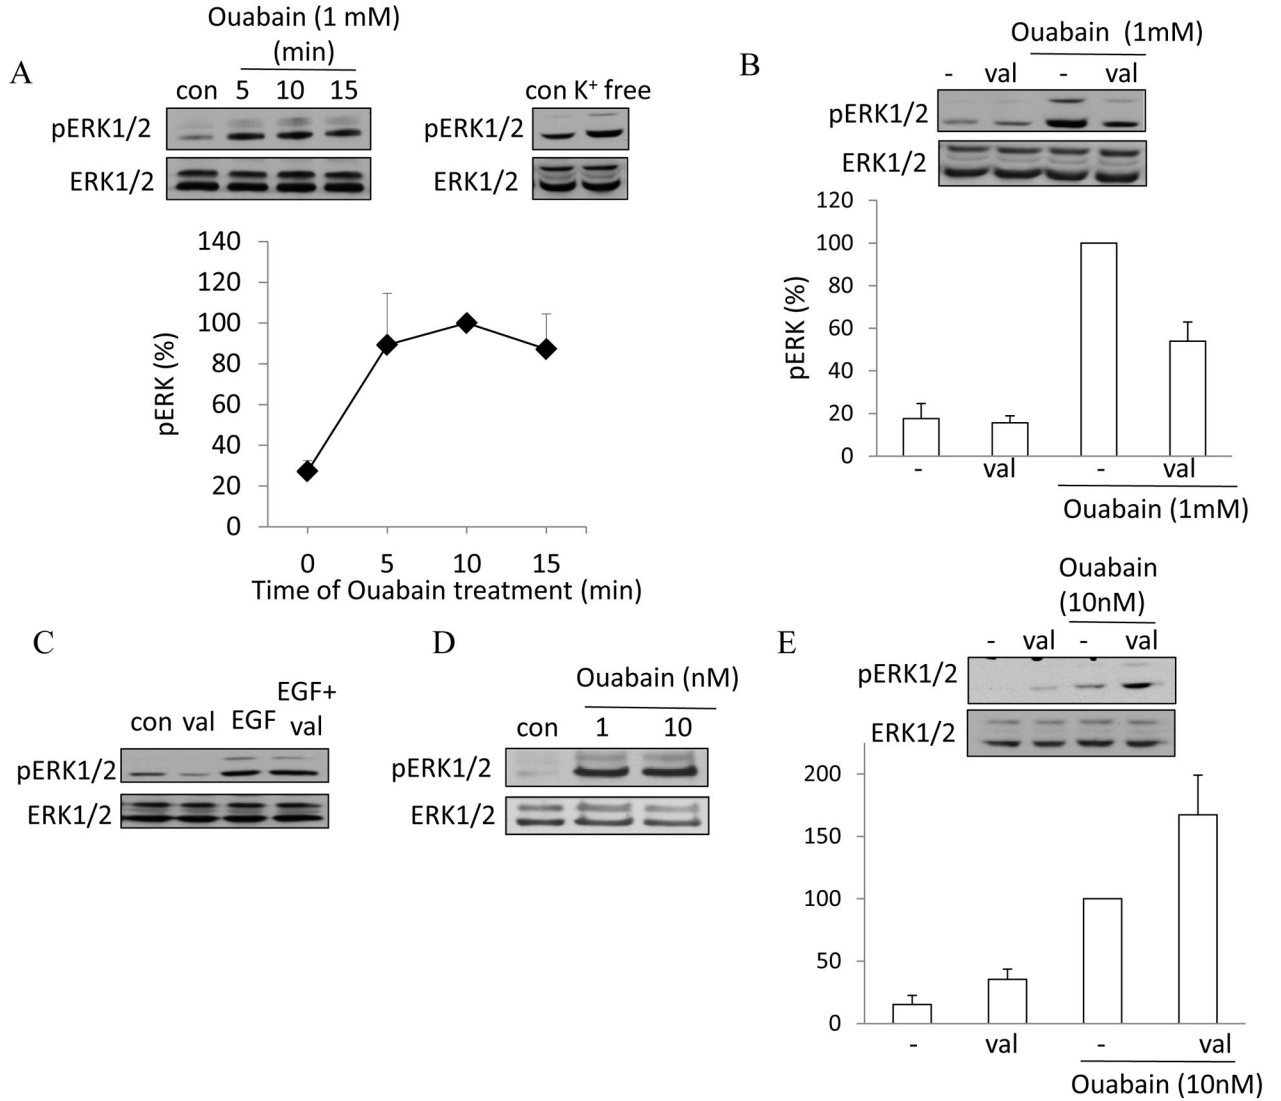 A
Ouabain (1 mM)
(min)
con 5 10 15
pERK1/2
ERK1/2
con K⁺ free
pERK1/2
ERK1/2
140
120
100
80
60
40
20
0
pERK (%)
0 5 10 15
Time of Ouabain treatment (min)
B
Ouabain (1mM)
- val - val
pERK1/2
ERK1/2
120
100
80
60
40
20
0
pERK (%)
- val - val
Ouabain (1mM)
C
con val EGF EGF+
val
pERK1/2
ERK1/2
D
Ouabain (nM)
con 1 10
pERK1/2
ERK1/2
E
Ouabain
(10nM)
- val - val
pERK1/2
ERK1/2
200
150
100
50
0
- val - val
Ouabain (10nM)